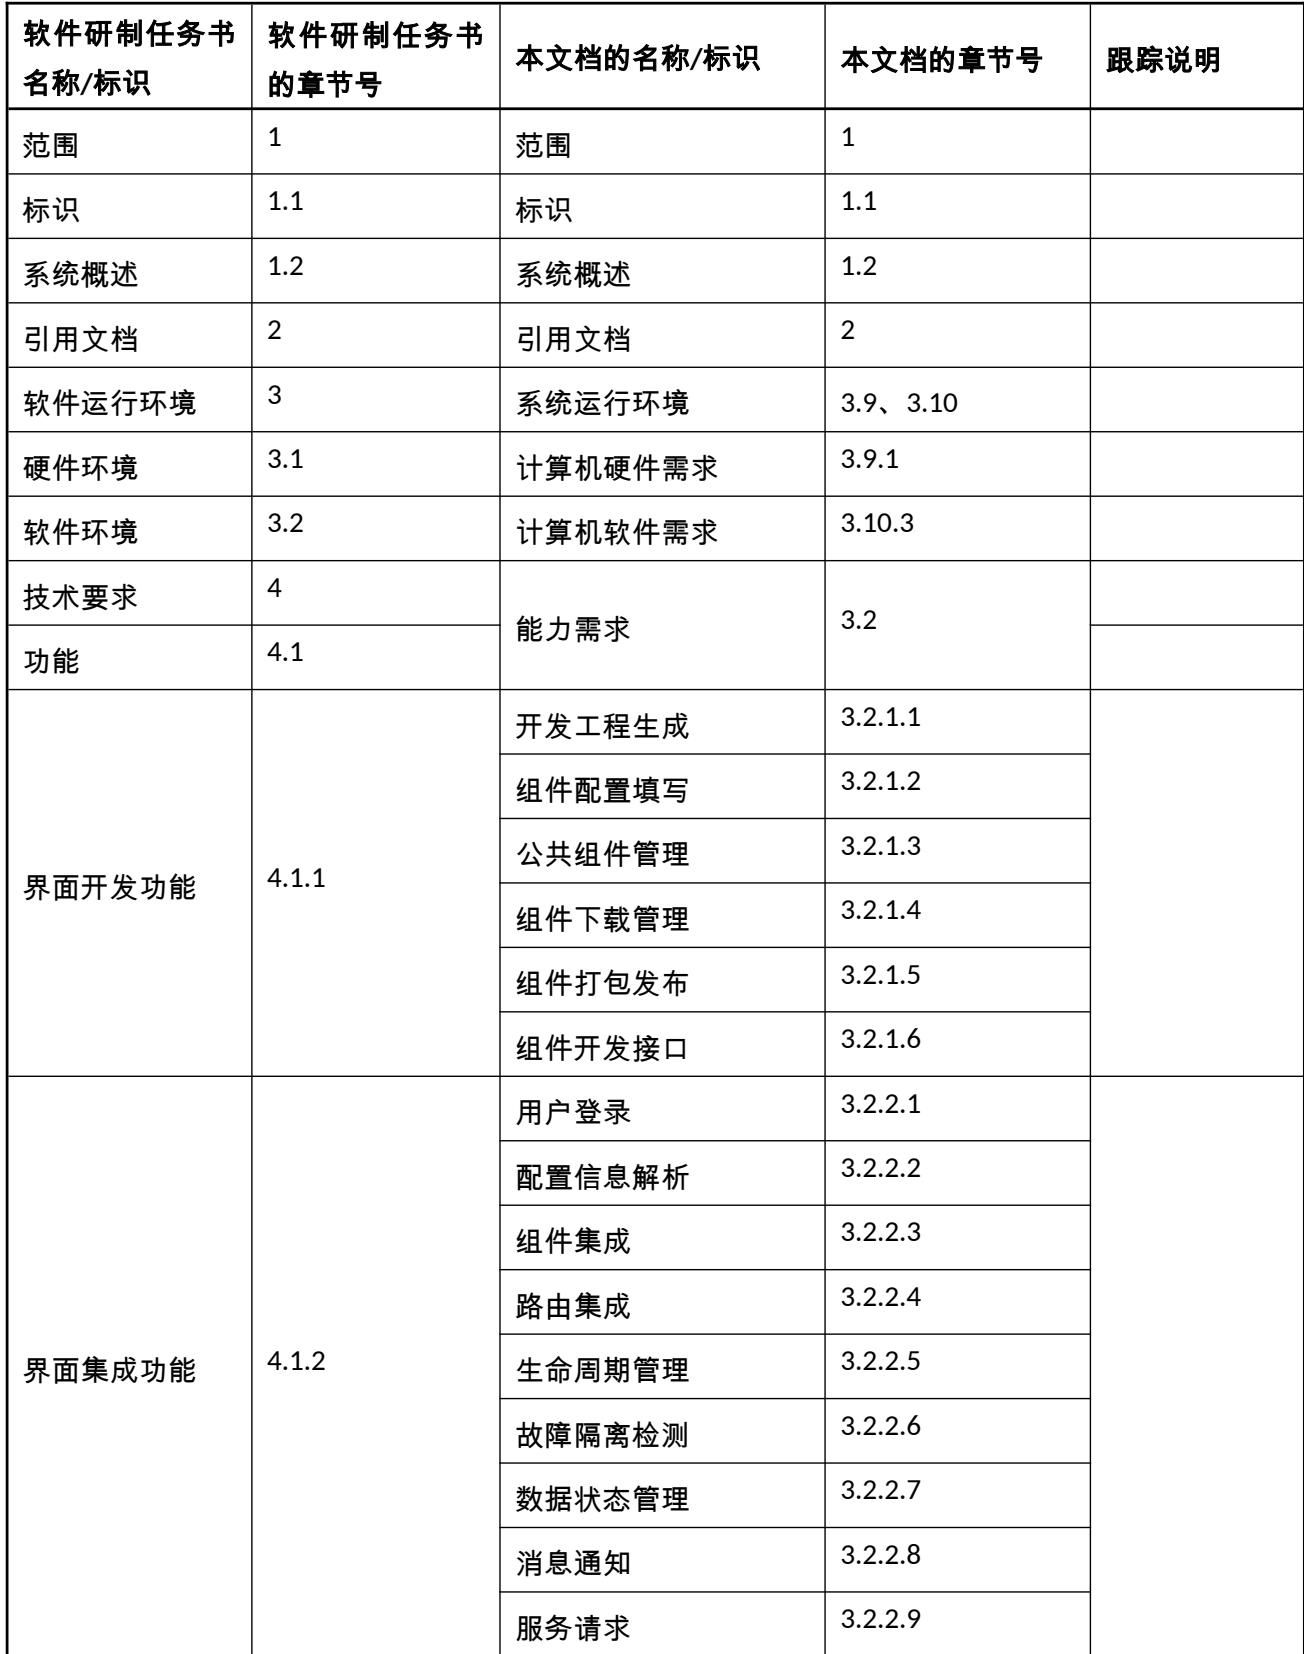 软件研制任务书名称/标识 软件研制任务书的章节号 本文档的名称/标识 本文档的章节号 跟踪说明
范围 1 范围 1
标识 1.1 标识 1.1
系统概述 1.2 系统概述 1.2
引用文档 2 引用文档 2
软件运行环境 3 系统运行环境 3.9、3.10
硬件环境 3.1 计算机硬件需求 3.9.1
软件环境 3.2 计算机软件需求 3.10.3
技术要求 4 能力需求 3.2
功能 4.1
界面开发功能 4.1.1 开发工程生成 3.2.1.1
组件配置填写 3.2.1.2
公共组件管理 3.2.1.3
组件下载管理 3.2.1.4
组件打包发布 3.2.1.5
组件开发接口 3.2.1.6
界面集成功能 4.1.2 用户登录 3.2.2.1
配置信息解析 3.2.2.2
组件集成 3.2.2.3
路由集成 3.2.2.4
生命周期管理 3.2.2.5
故障隔离检测 3.2.2.6
数据状态管理 3.2.2.7
消息通知 3.2.2.8
服务请求 3.2.2.9